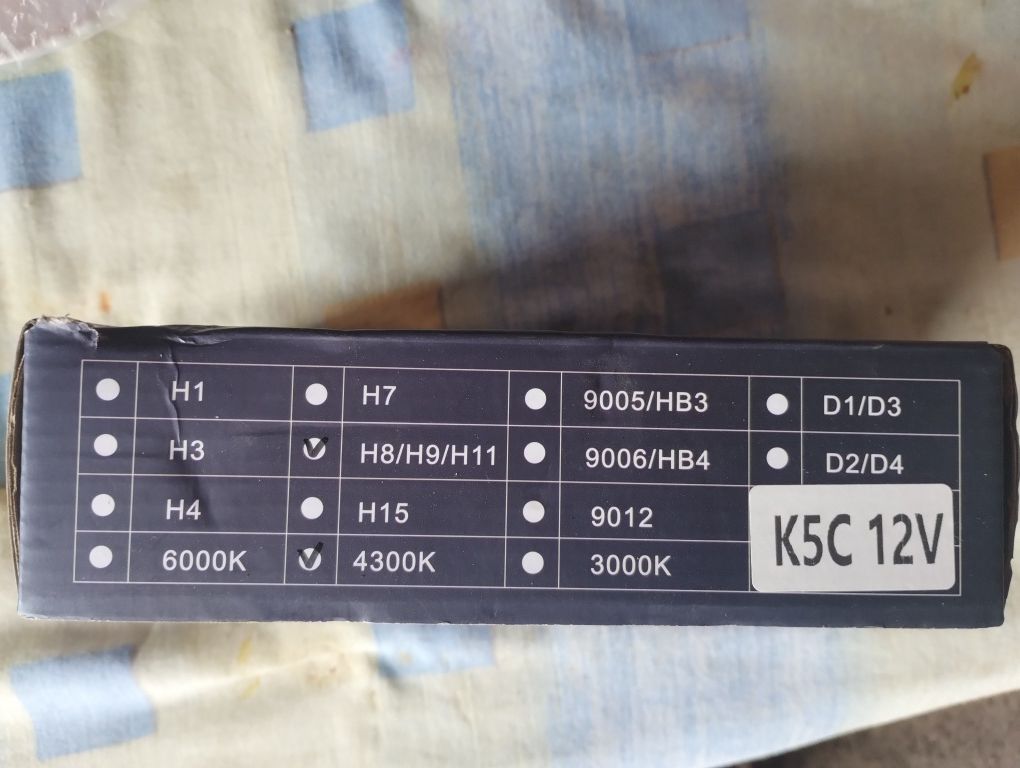 H1 H7 9005/HB3 D1/D3
H3 H8/H9/H11 9006/HB4 D2/D4
H4 H15 9012
6000K 4300K 3000K
K5C 12V